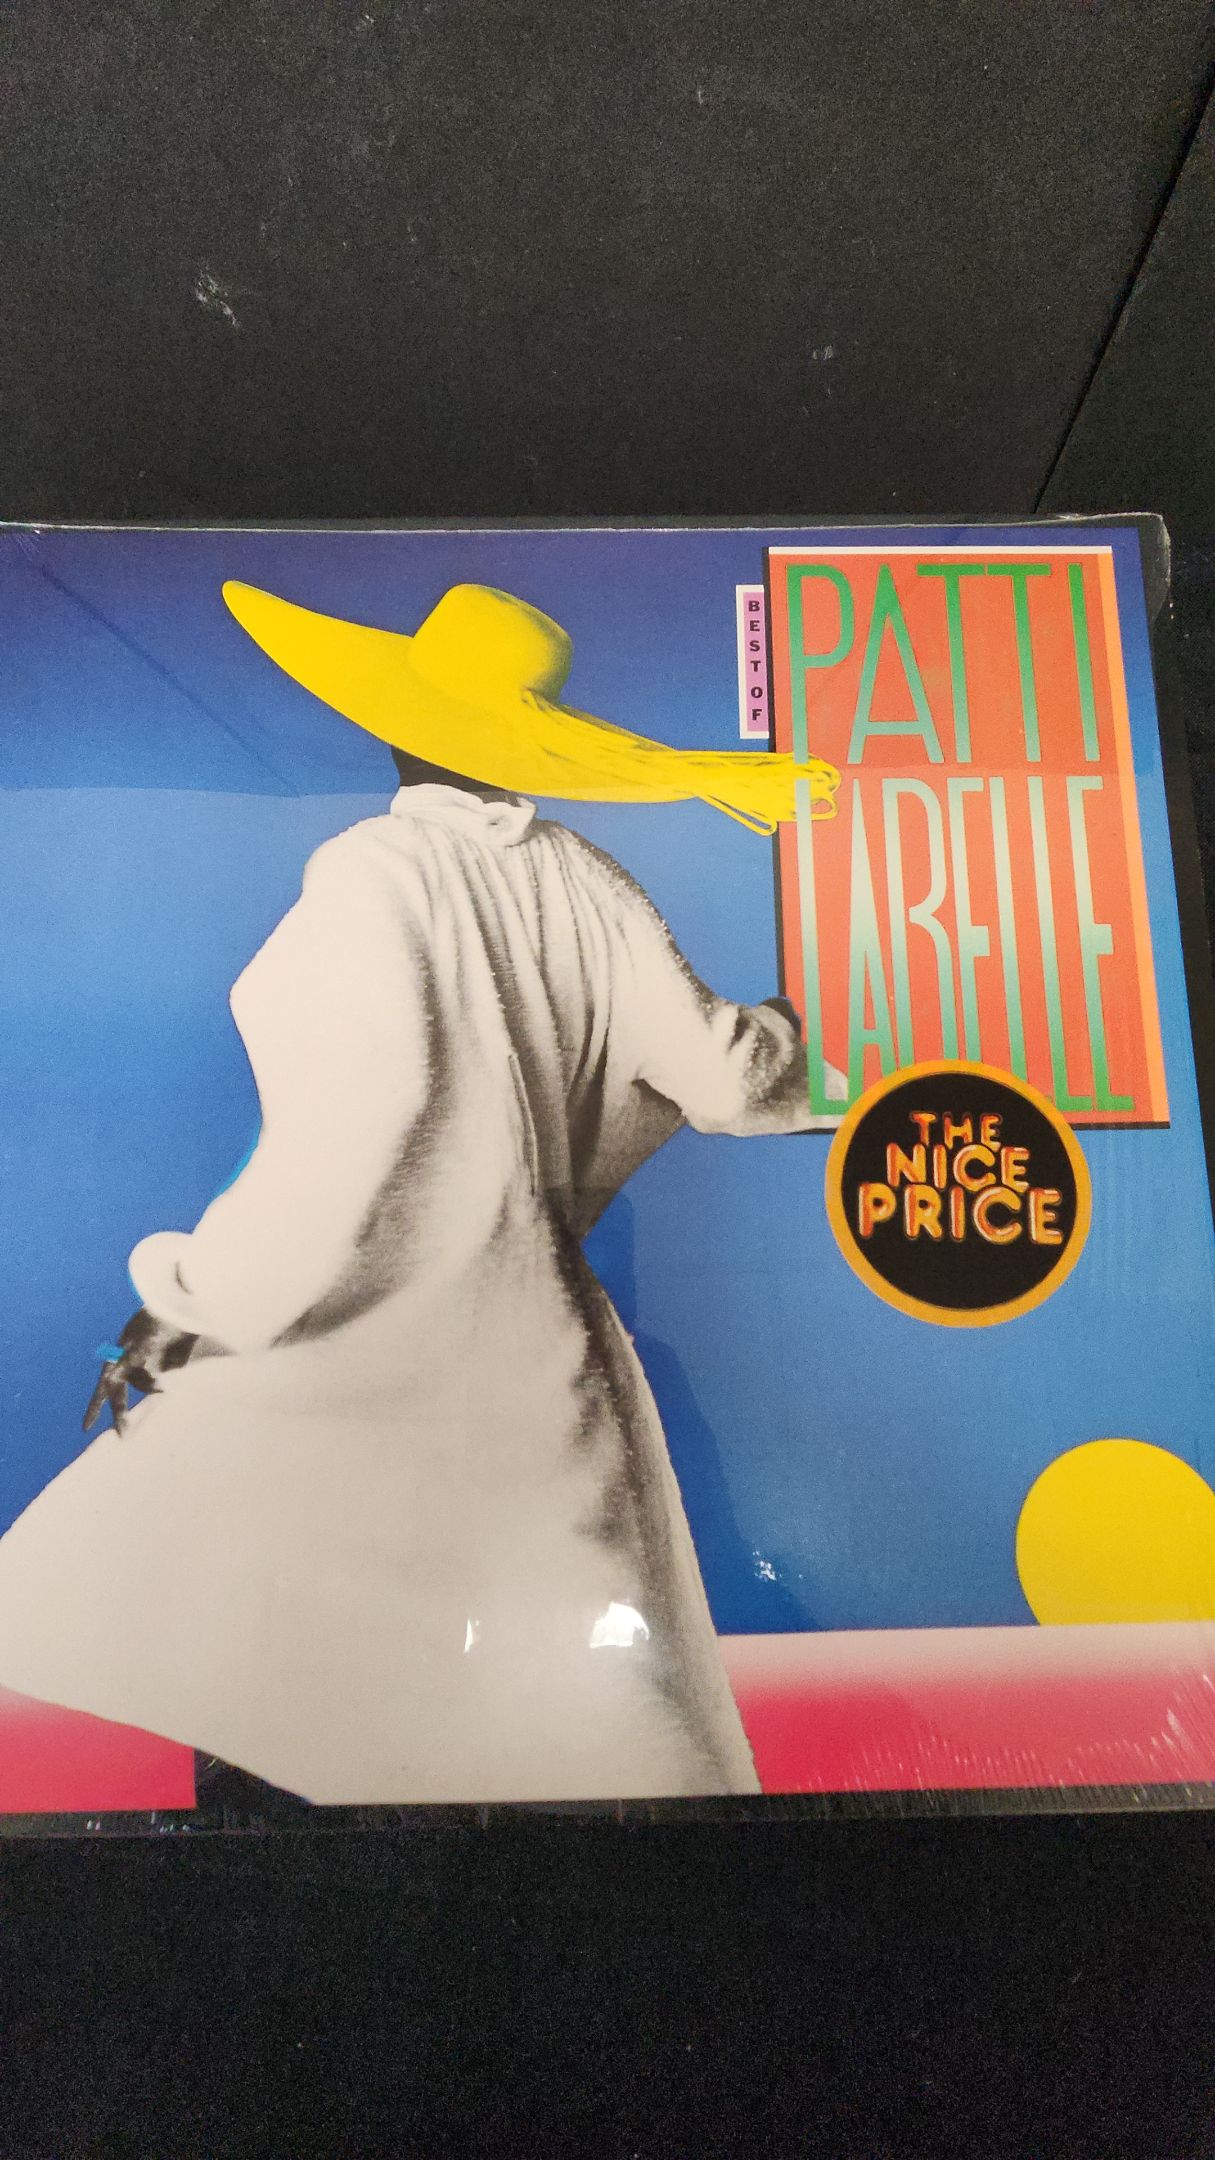 BEST OF
PATTI
LABELLE
THE
NICE
PRICE